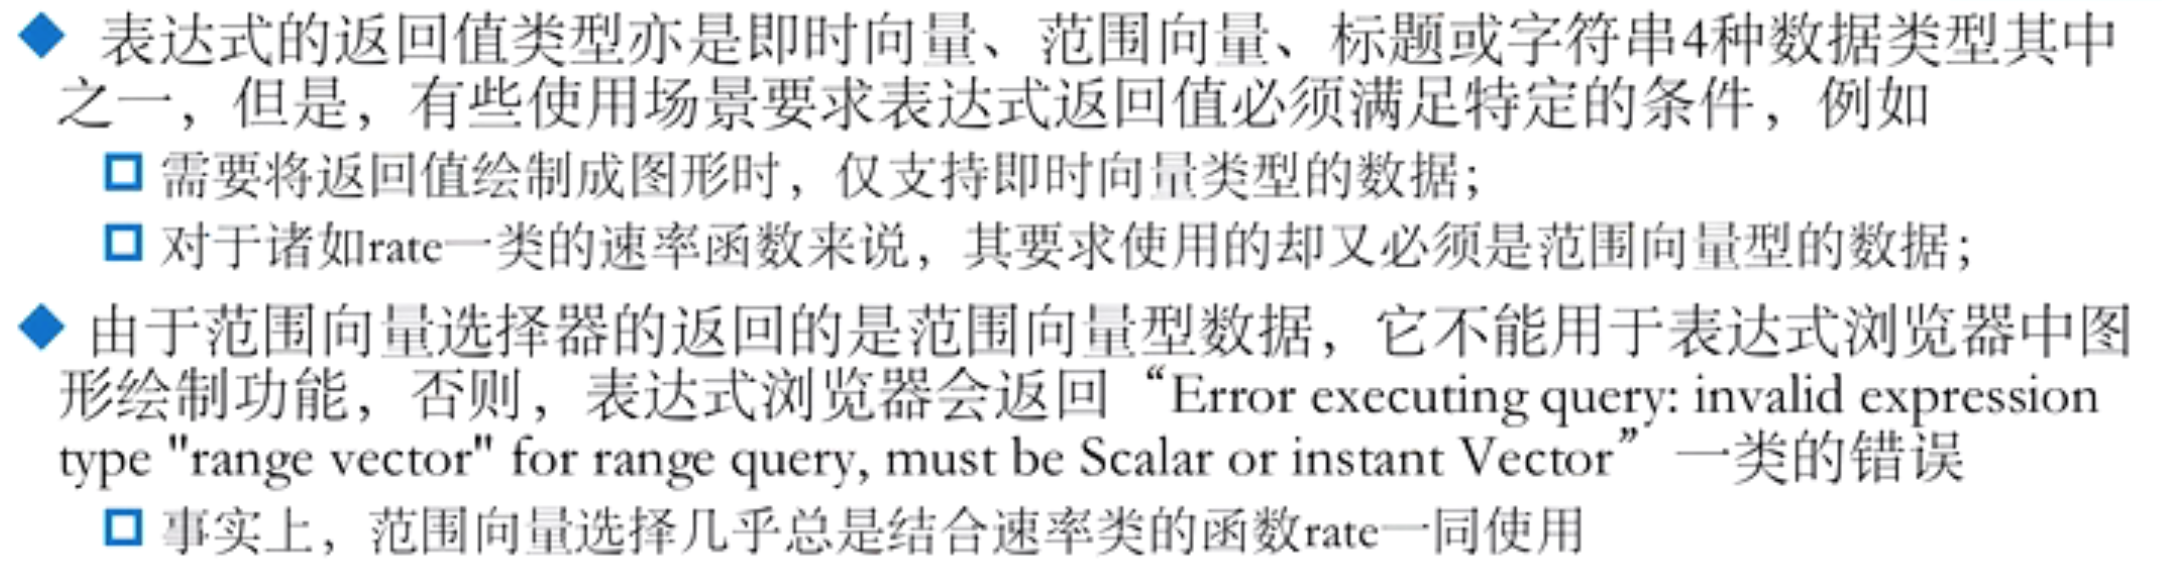 表达式的返回值类型亦是即时向量、范围向量、标题或字符串4种数据类型其中
之一，但是，有些使用场景要求表达式返回值必须满足特定的条件，例如
需要将返回值绘制成图形时，仅支持即时向量类型的数据；
对于诸如rate一类的速率函数来说，其要求使用的却又必须是范围向量型的数据；
由于范围向量选择器的返回的是范围向量型数据，它不能用于表达式浏览器中图
形绘制功能，否则，表达式浏览器会返回“Error executing query: invalid expression
type "range vector" for range query, must be Scalar or instant Vector”一类的错误
事实上，范围向量选择几乎总是结合速率类的函数rate一同使用